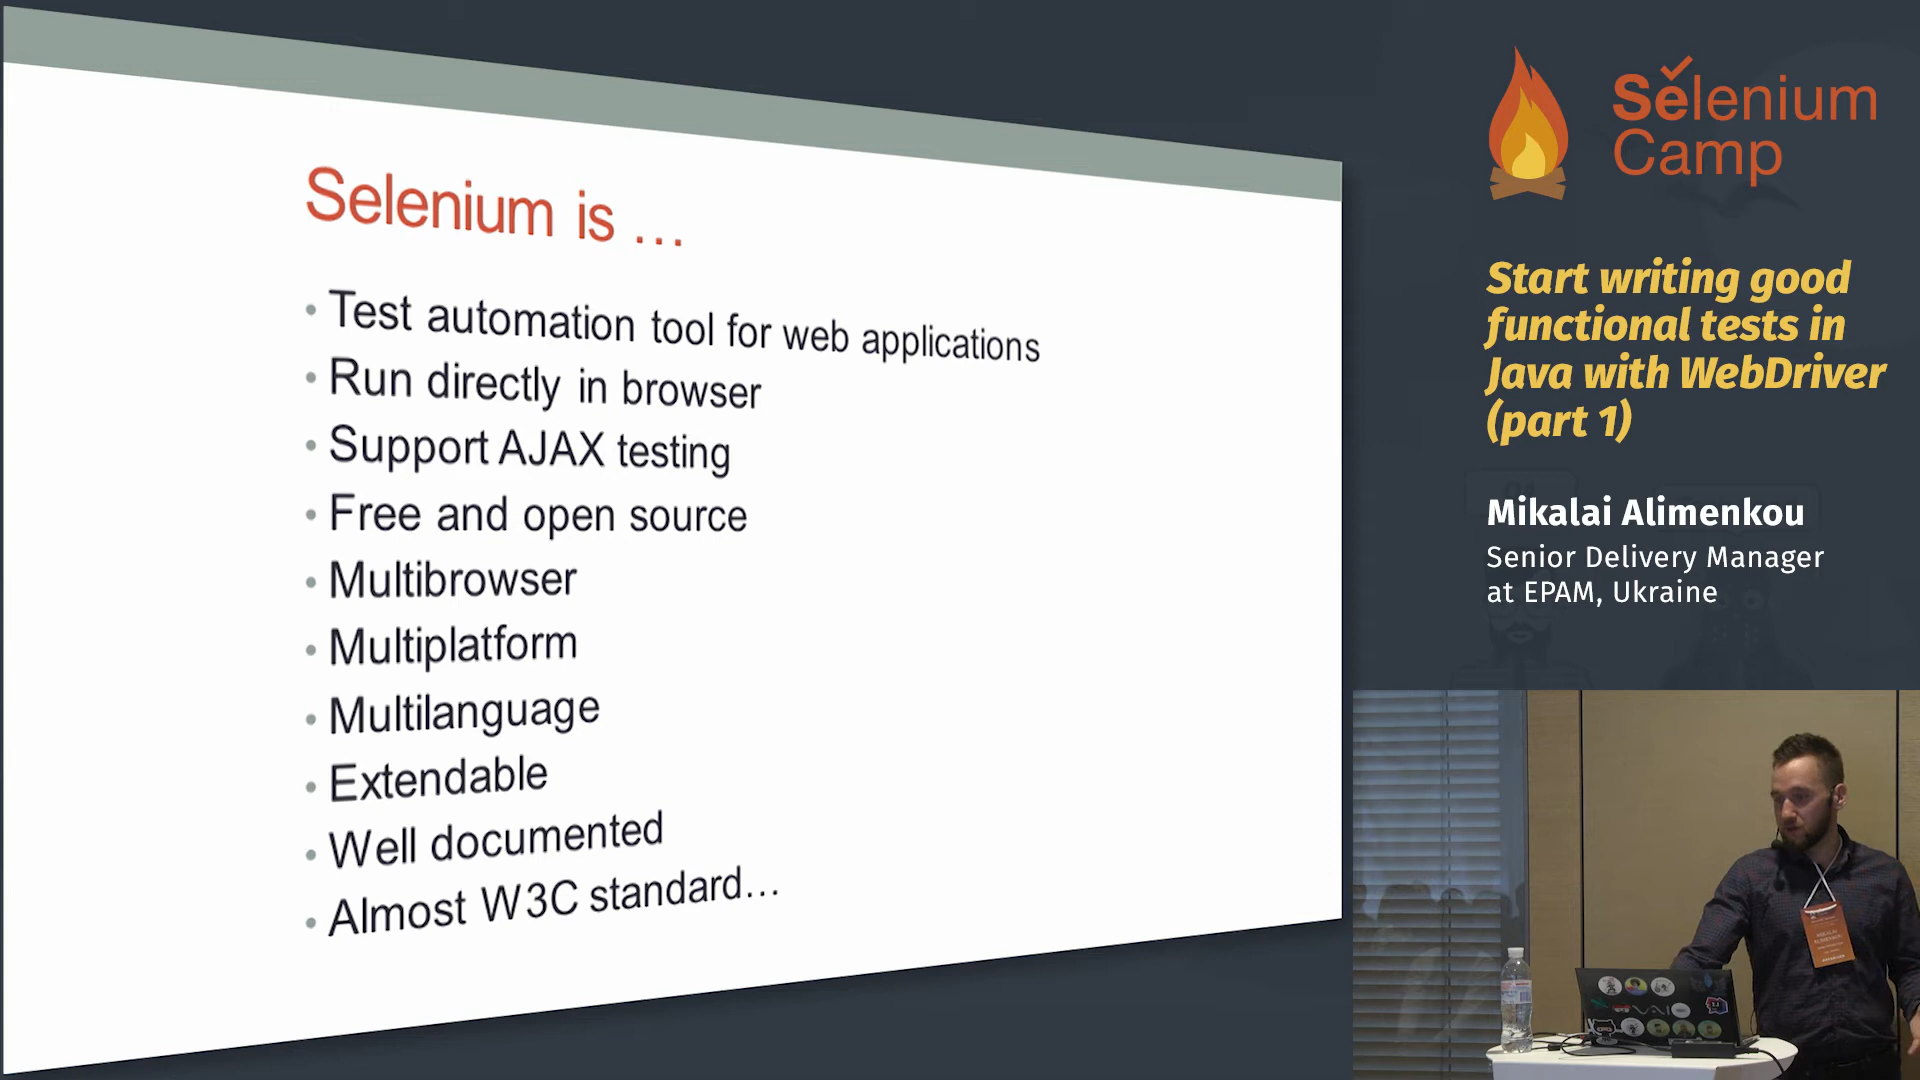 Selenium is ...
• Test automation tool for web applications
• Run directly in browser
• Support AJAX testing
• Free and open source
• Multibrowser
• Multiplatform
• Multilanguage
• Extendable
• Well documented
• Almost W3C standard...
Selenium
Camp
Start writing good
functional tests in
Java with WebDriver
(part 1)
Mikalai Alimenkou
Senior Delivery Manager
at EPAM, Ukraine
MIKALAI
ALIMENKOU